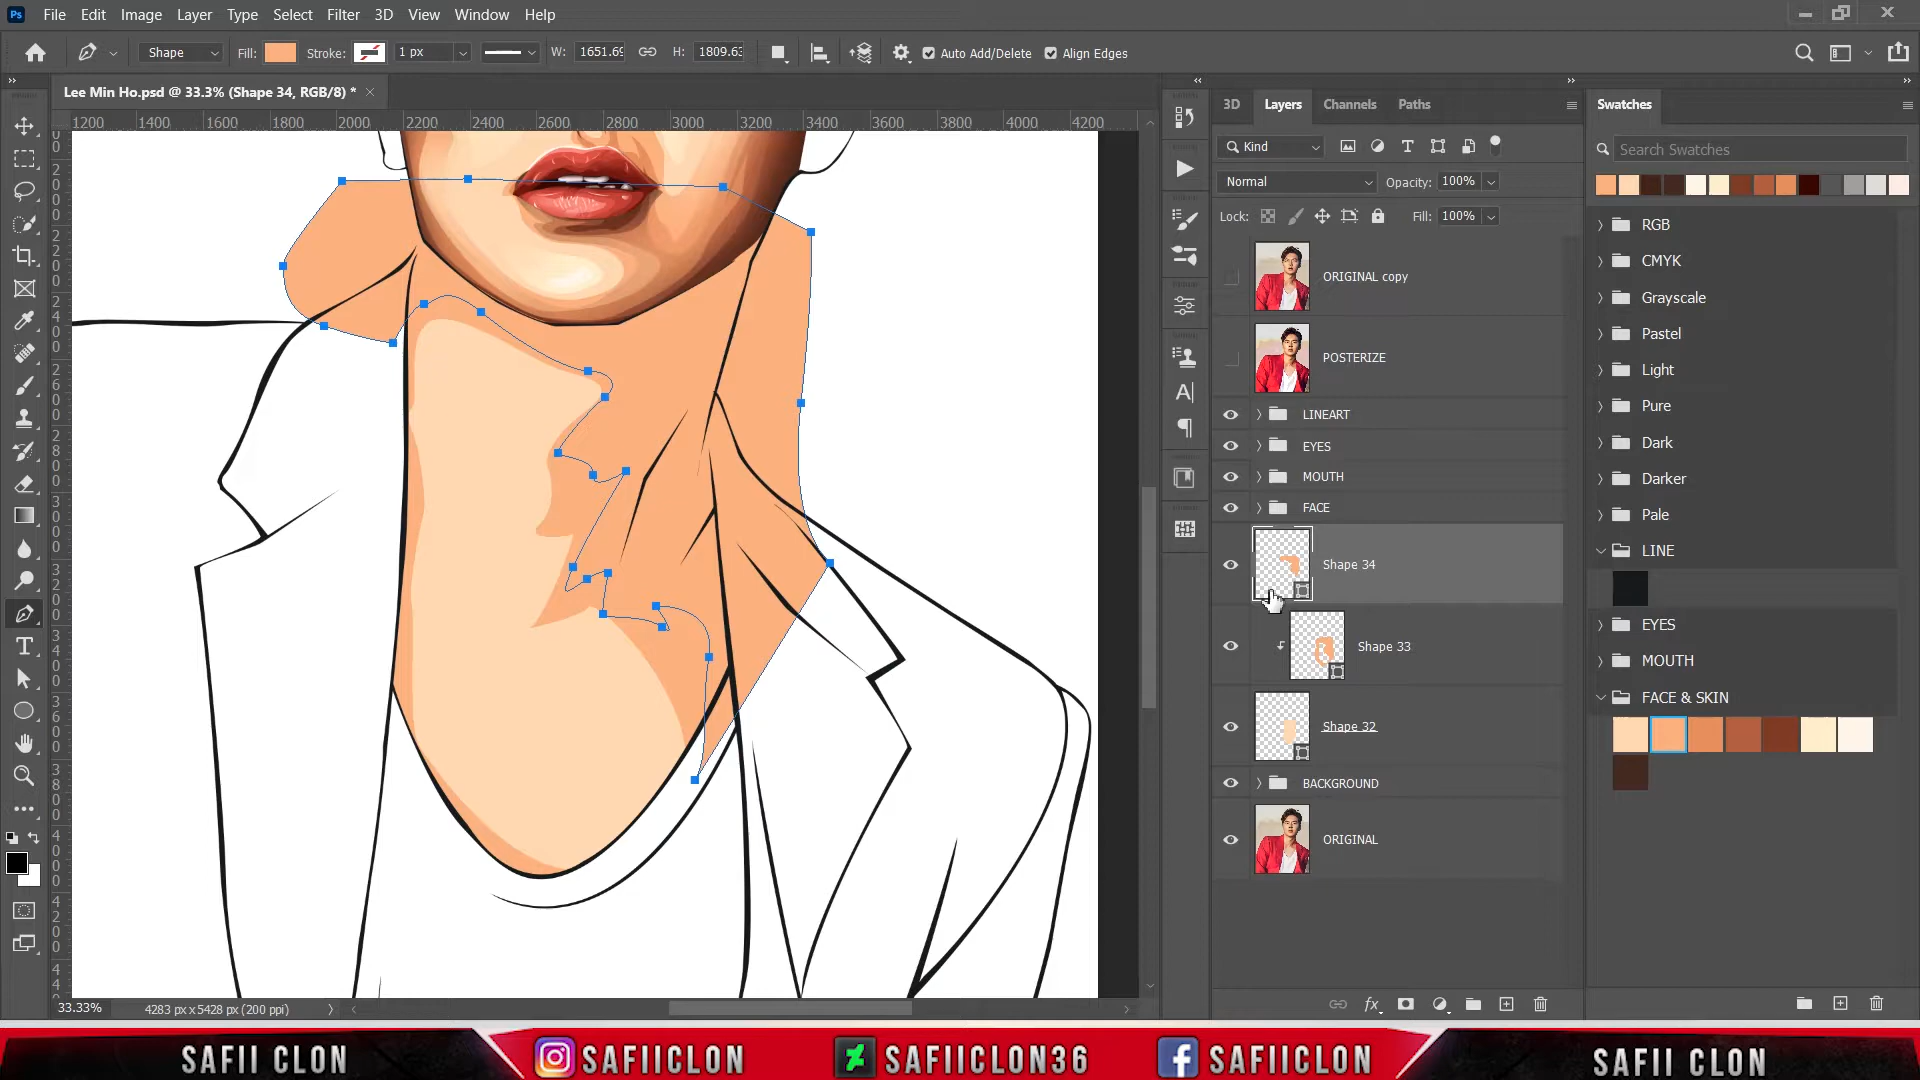 Ps File Edit Image Layer Type Select Filter 3D View Window Help
Shape Fill: Stroke: 1 px W: 1651.69 H: 1809.63 Auto Add/Delete Align Edges
Lee Min Ho.psd @ 33.3% (Shape 34, RGB/8) *
1200 1400 1600 1800 2000 2200 2400 2600 2800 3000 3200 3400 3600 3800 4000 4200
3D Layers Channels Paths
Swatches
Kind
Search Swatches
Normal Opacity: 100%
Lock: Fill: 100%
ORIGINAL copy
POSTERIZE
LINEART
EYES
MOUTH
FACE
Shape 34
Shape 33
Shape 32
BACKGROUND
ORIGINAL
RGB
CMYK
Grayscale
Pastel
Light
Pure
Dark
Darker
Pale
LINE
EYES
MOUTH
FACE & SKIN
33.33% 4283 px x 5428 px (200 ppi)
fx
SAFII CLON SAFIICLON SAFIICLON36 SAFIICLON SAFII CLON